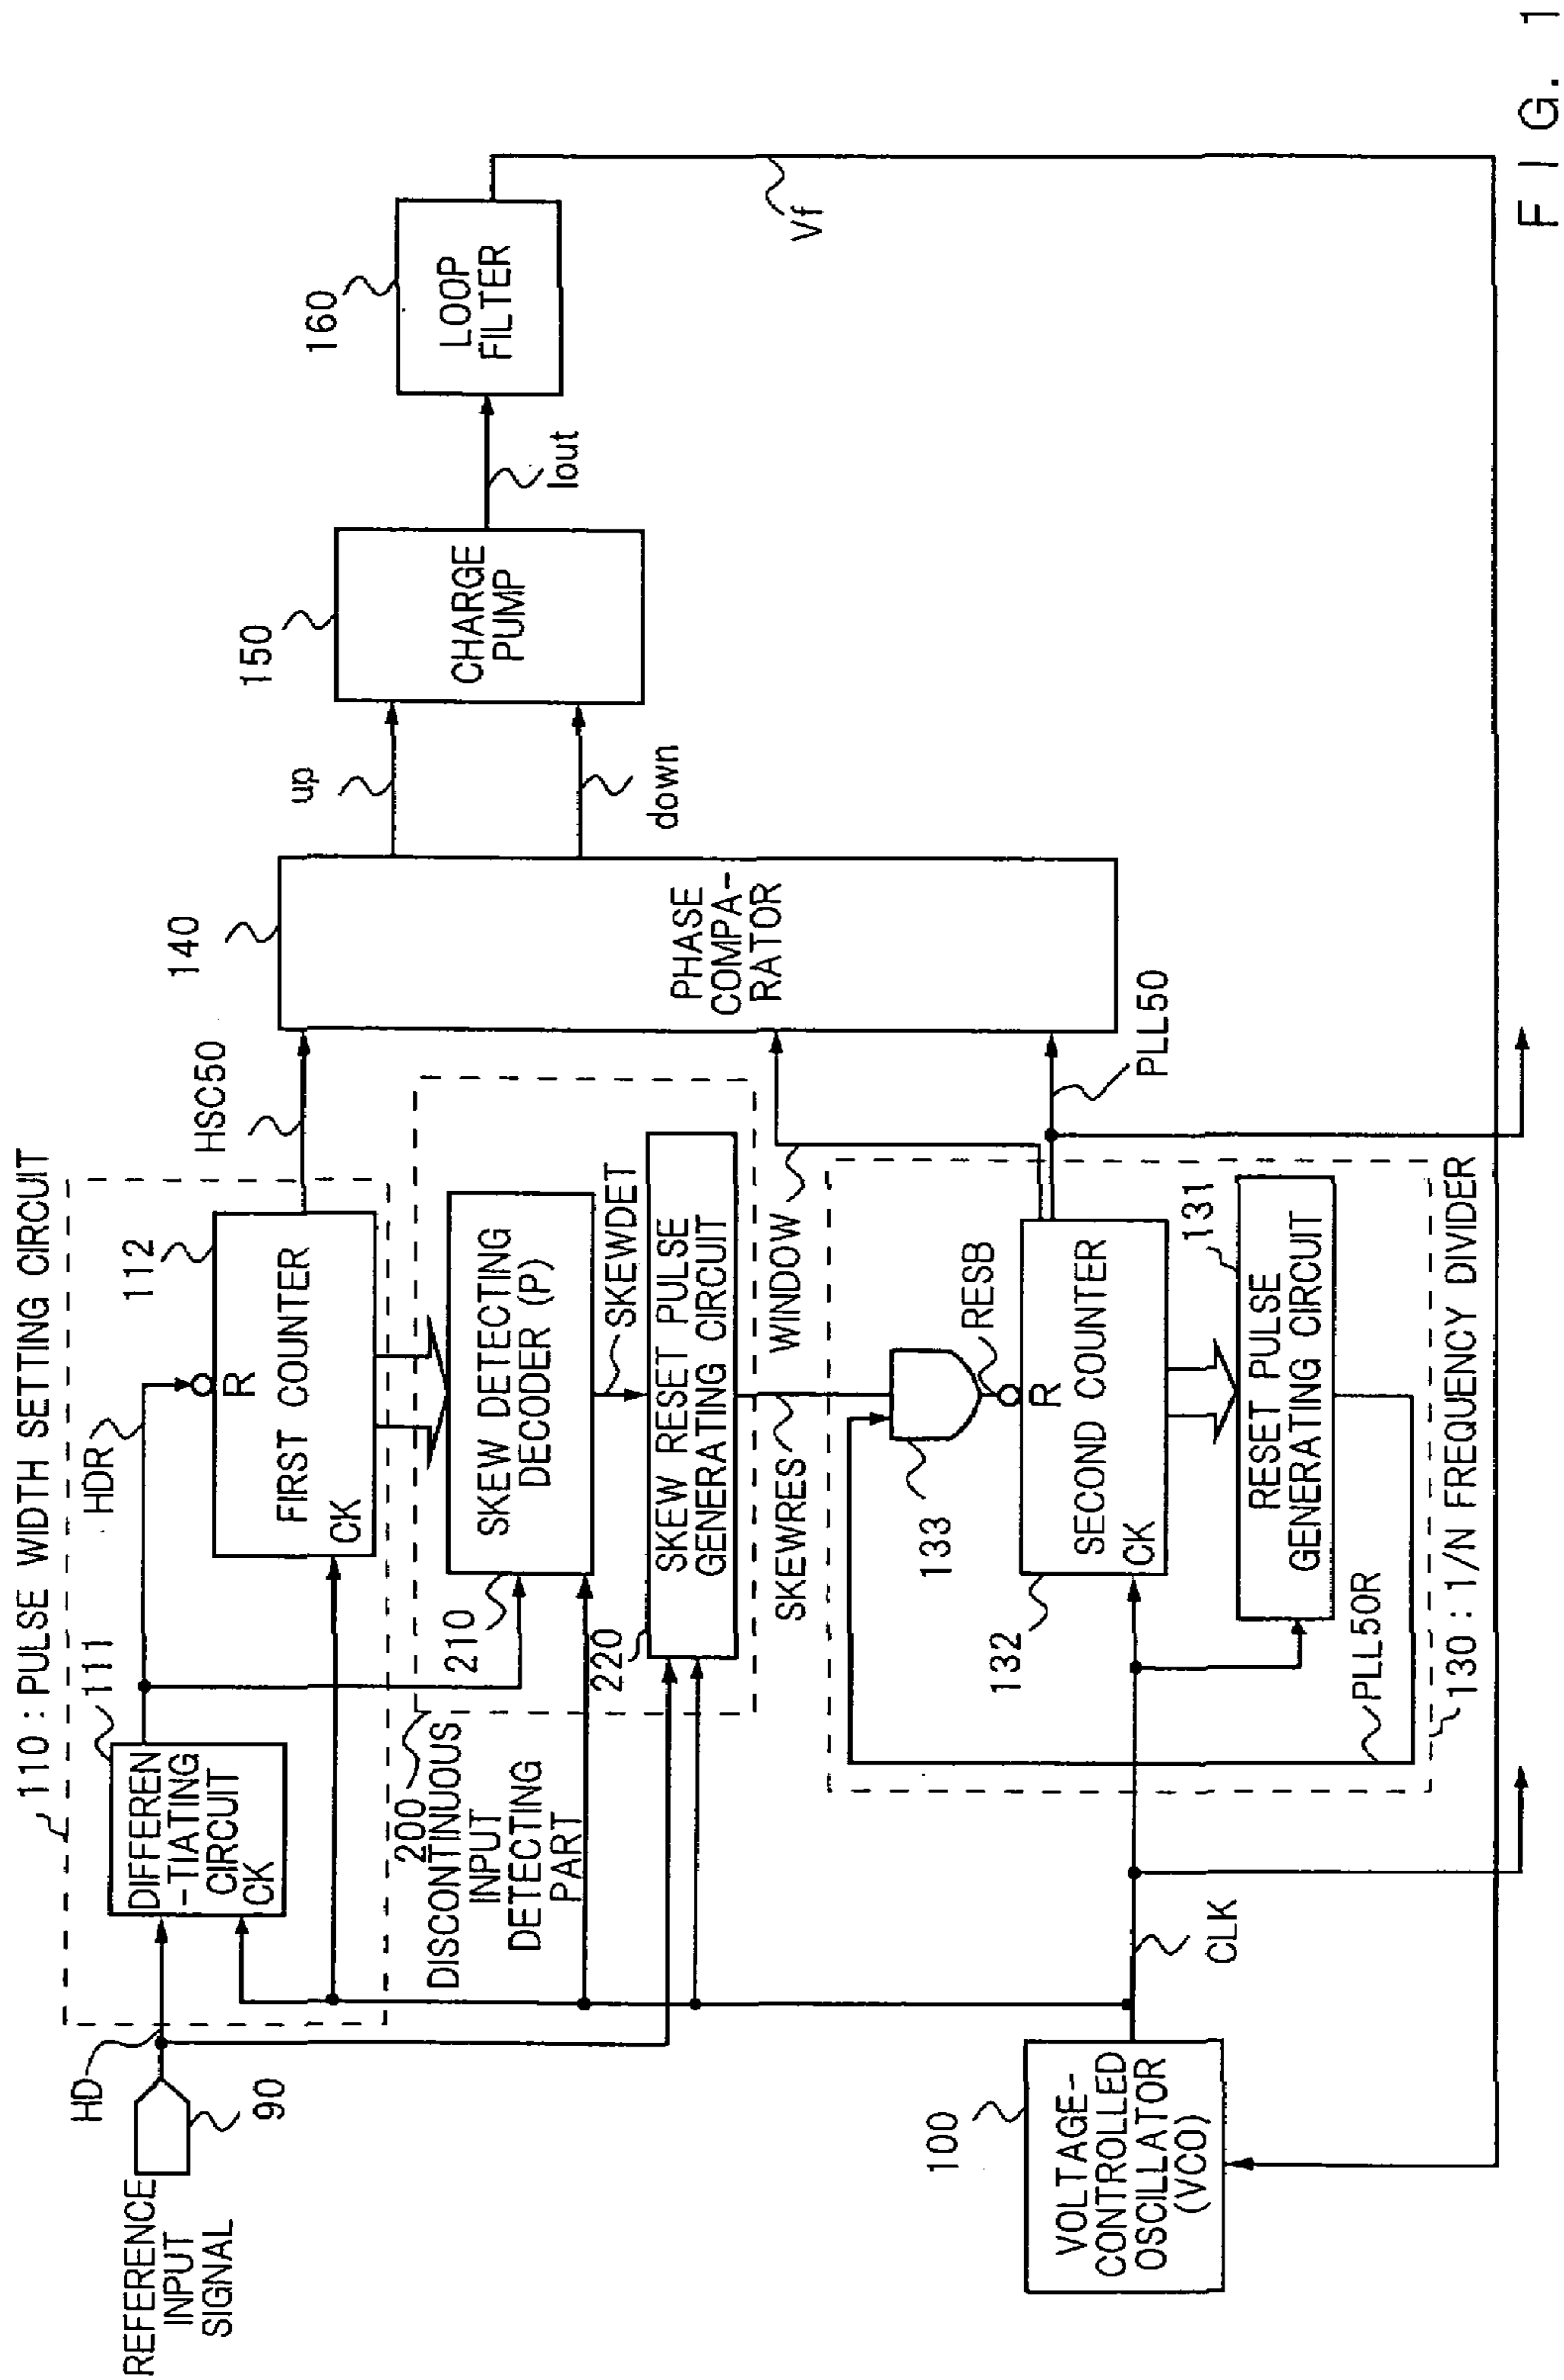 REFERENCE
INPUT
SIGNAL
90
HD
110 : PULSE WIDTH SETTING CIRCUIT
111
DIFFEREN
-TIATING
CIRCUIT
CK
HDR
112
R
FIRST COUNTER
CK
HSC50
200
DISCONTINUOUS
INPUT
DETECTING
PART
210
SKEW DETECTING
DECODER (P)
SKEWDET
220
SKEW RESET PULSE
GENERATING CIRCUIT
SKEWRES
WINDOW
133
RESB
R
132
SECOND COUNTER
CK
131
RESET PULSE
GENERATING CIRCUIT
PLL50R
130 : 1/N FREQUENCY DIVIDER
PLL50
100
VOLTAGE-
CONTROLLED
OSCILLATOR
(VCO)
CLK
140
PHASE
COMPA-
RATOR
up
down
150
CHARGE
PUMP
Iout
160
LOOP
FILTER
Vf
FIG. 1